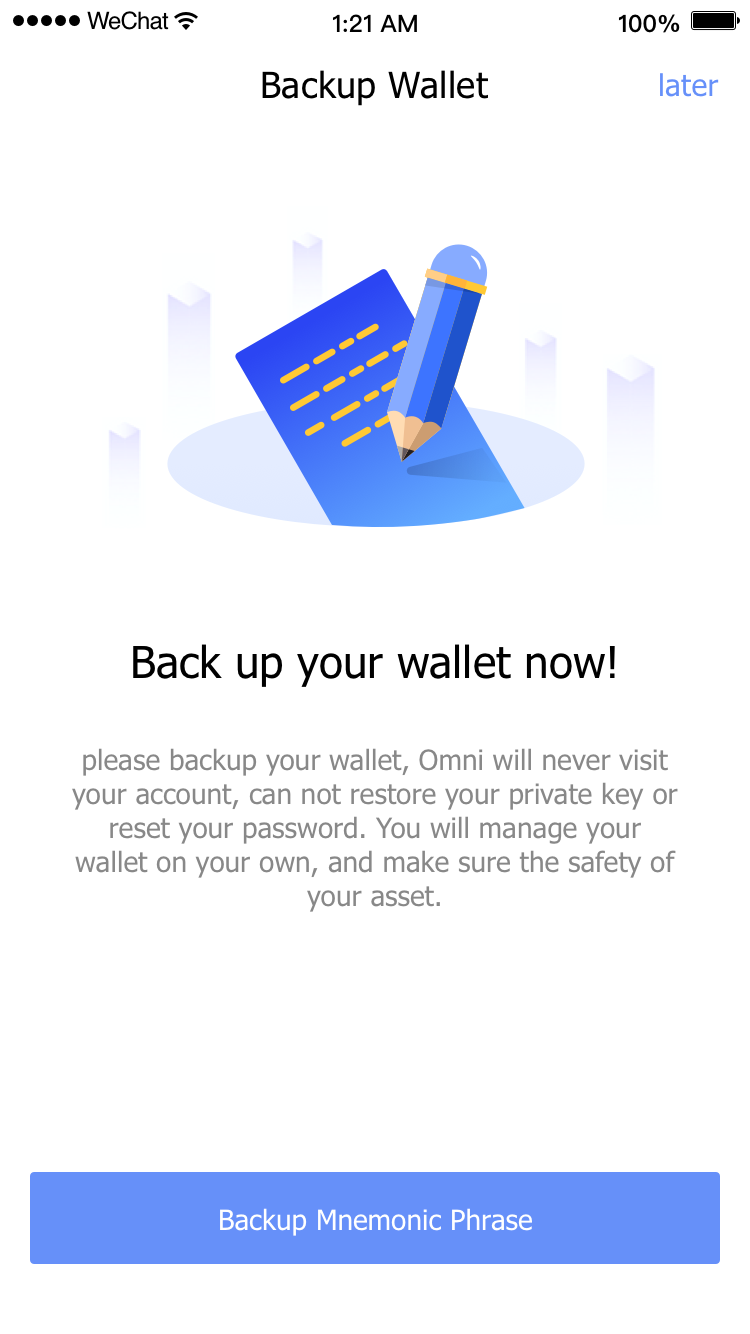 WeChat 1:21 AM 100%
Backup Wallet later
Back up your wallet now!
please backup your wallet, Omni will never visit
your account, can not restore your private key or
reset your password. You will manage your
wallet on your own, and make sure the safety of
your asset.
Backup Mnemonic Phrase